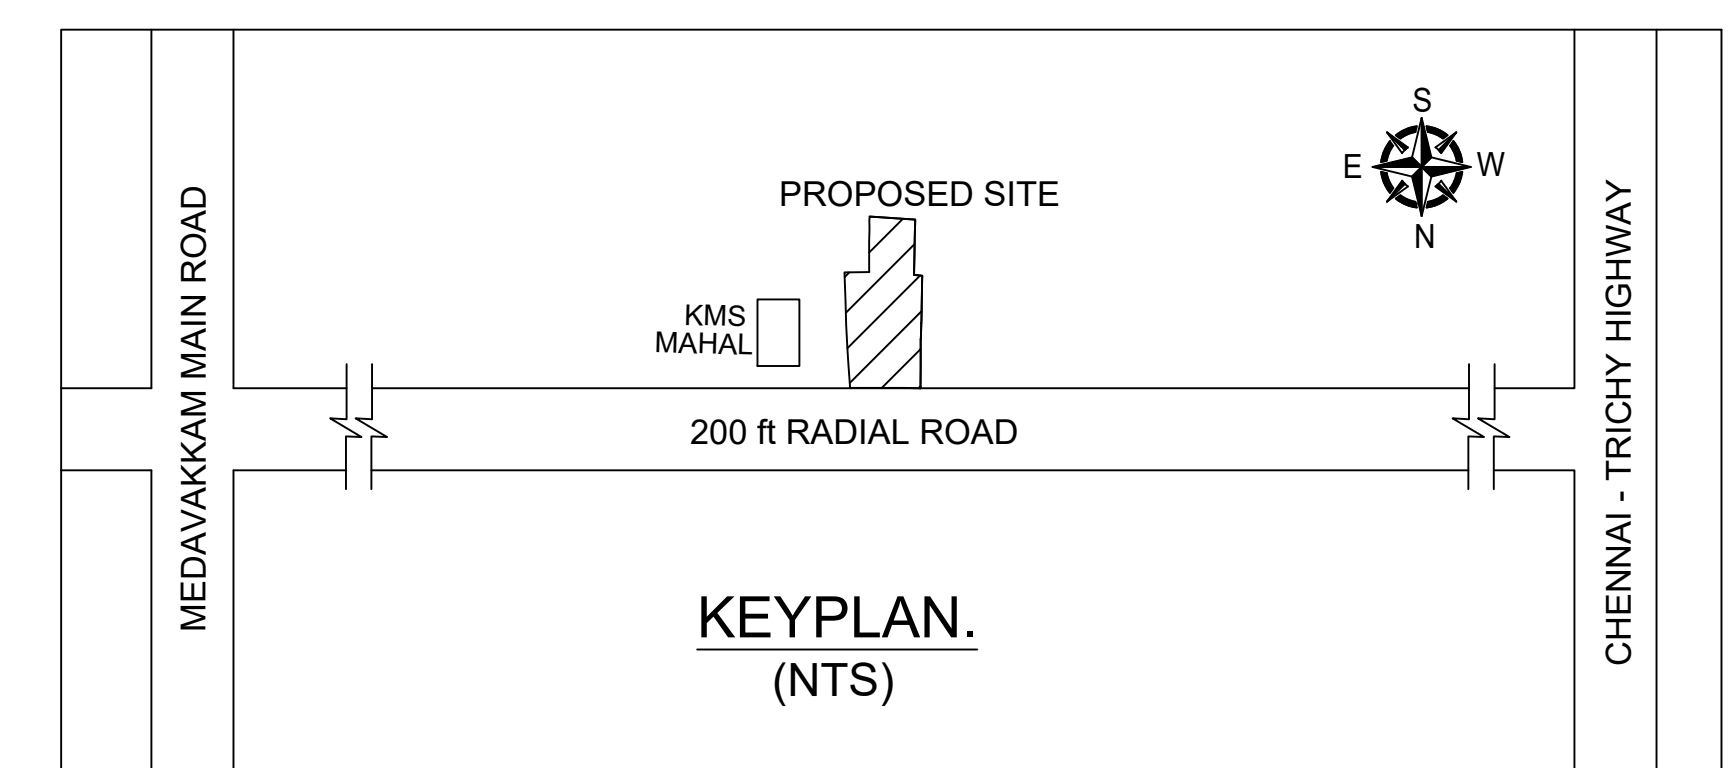 S
E
W
N
PROPOSED SITE
KMS
MAHAL
MEDAVAKKAM MAIN ROAD
CHENNAI - TRICHY HIGHWAY
200 ft RADIAL ROAD
KEYPLAN.
(NTS)